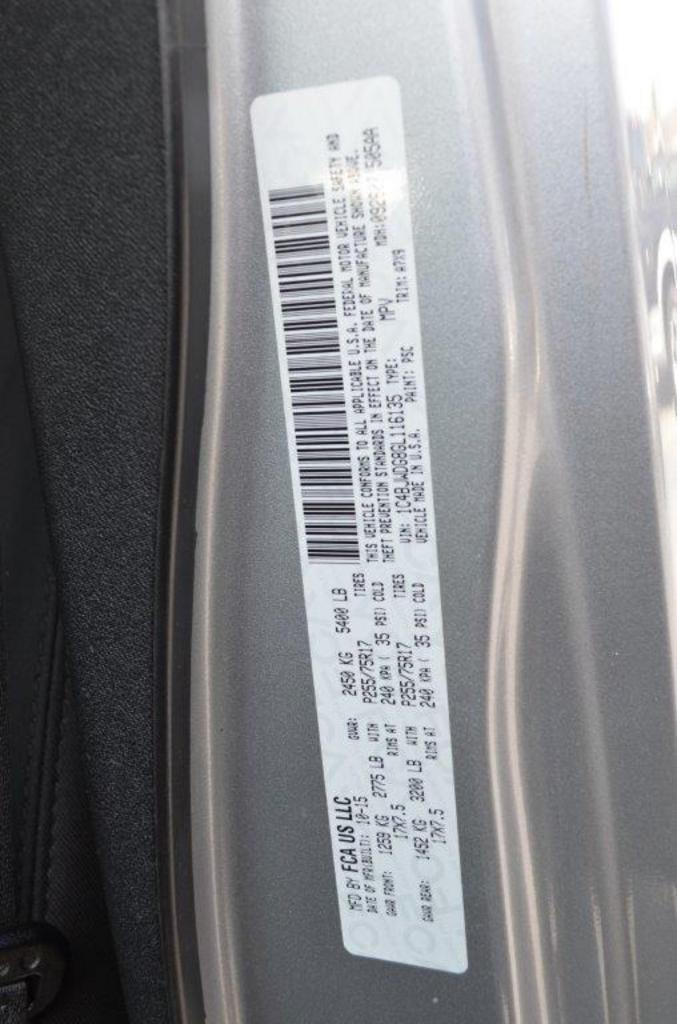 MFD BY FCA US LLC
DATE OF MFR(BUILT): 10-15 GVWR: 2450 KG 5400 LB
GAWR FRONT: 1259 KG 2775 LB WITH P255/75R17 TIRES
17X7.5 RIMS AT 240 KPA ( 35 PSI) COLD
GAWR REAR: 1452 KG 3200 LB WITH P255/75R17 TIRES
17X7.5 RIMS AT 240 KPA ( 35 PSI) COLD
THIS VEHICLE CONFORMS TO ALL APPLICABLE U.S.A. FEDERAL MOTOR VEHICLE SAFETY AND
THEFT PREVENTION STANDARDS IN EFFECT ON THE DATE OF MANUFACTURE SHOWN ABOVE.
VIN: 1C4BJWDG8GL116135 TYPE: MPV MDH:
VEHICLE MADE IN U.S.A. PAINT: PSC TRIM: A7X9